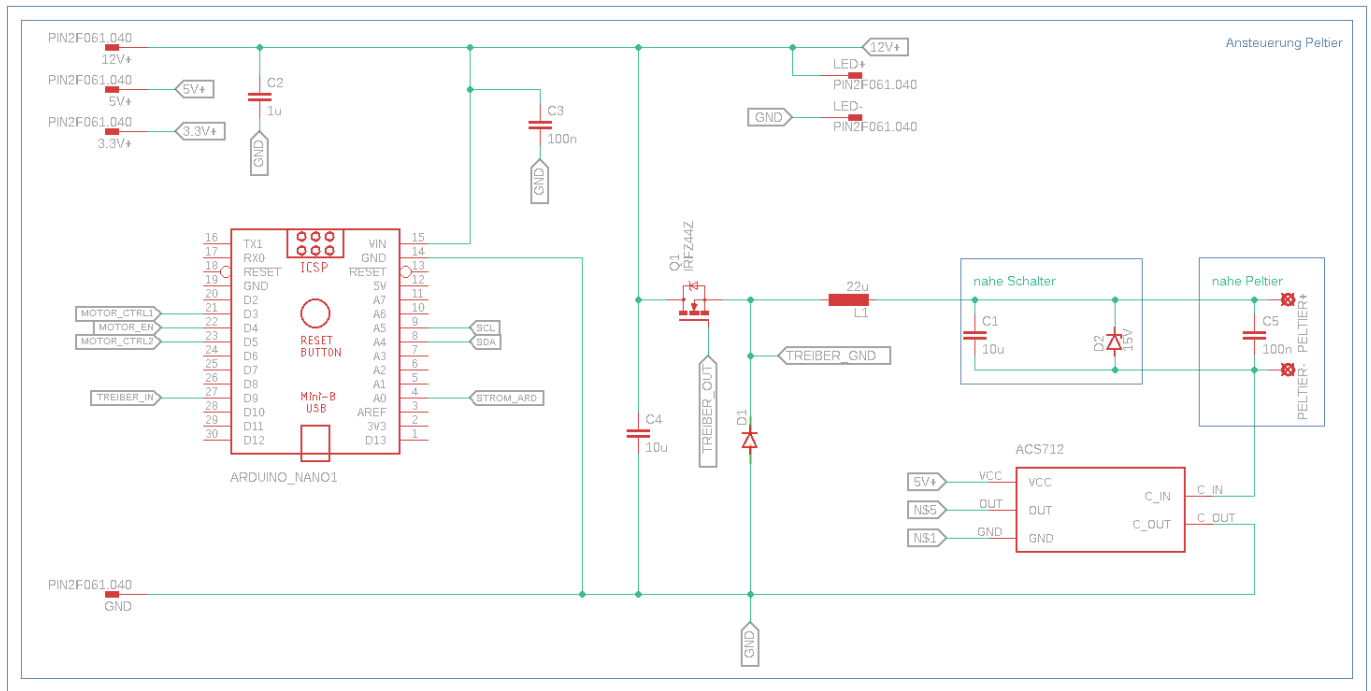 Ansteuerung Peltier
PIN2F061.040
12V+
PIN2F061.040
5V+
5V+
PIN2F061.040
3.3V+
3.3V+
C2
1u
GND
C3
100n
GND
12V+
LED+
PIN2F061.040
LED-
GND
PIN2F061.040
16 TX1 VIN 15
17 RX0 GND 14
18 RESET RESET 13
19 GND 5V 12
20 D2 A7 11
MOTOR_CTRL1 21 D3 A6 10
MOTOR_EN 22 D4 A5 9 SCL
MOTOR_CTRL2 23 D5 A4 8 SDA
24 D6 A3 7
25 D7 A2 6
26 D8 A1 5
TREIBER_IN 27 D9 A0 4 STROM_ARD
28 D10 AREF 3
29 D11 3V3 2
30 D12 D13 1
ICSP
RESET
BUTTON
Mini-B
USB
ARDUINO_NANO1
Q1
IRFZ44Z
TREIBER_OUT
C4
10u
D1
TREIBER_GND
22u
L1
nahe Schalter
C1
10u
D2
15V
nahe Peltier
C5
100n
PELTIER+
PELTIER-
ACS712
5V+ VCC VCC
N$5 OUT OUT
N$1 GND GND
C_IN C_IN
C_OUT C_OUT
PIN2F061.040
GND
GND